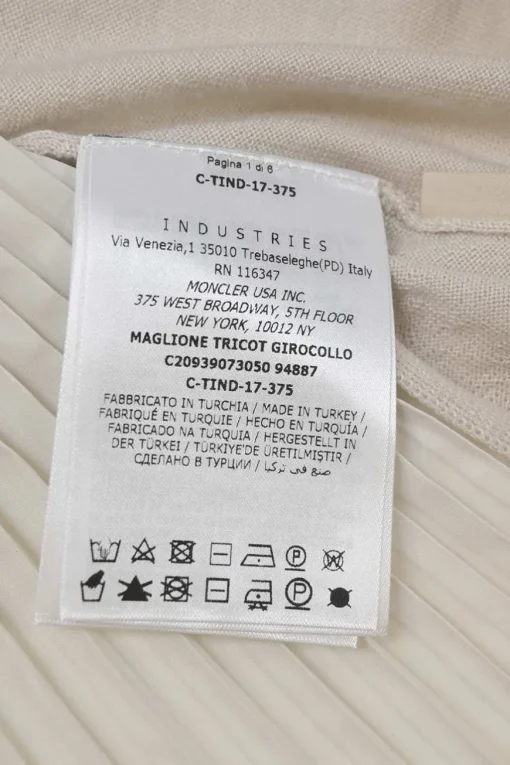 Pagina 1 di 6
C-TIND-17-375
INDUSTRIES
Via Venezia,1 35010 Trebaseleghe(PD) Italy
RN 116347
MONCLER USA INC.
375 WEST BROADWAY, 5TH FLOOR
NEW YORK, 10012 NY
MAGLIONE TRICOT GIROCOLLO
C20939073050 94887
C-TIND-17-375
FABBRICATO IN TURCHIA / MADE IN TURKEY /
FABRIQUÉ EN TURQUIE / HECHO EN TURQUÍA /
FABRICADO NA TURQUIA / HERGESTELLT IN
DER TÜRKEI / TÜRKIYE'DE ÜRETILMIŞTIR /
СДЕЛАНО В ТУРЦИИ / صنع في تركيا
P W
P